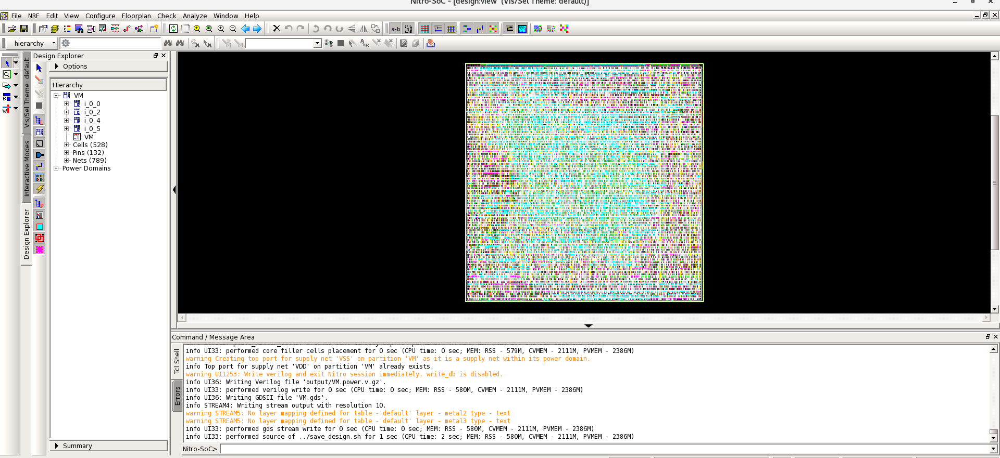 Nitro-SoC - [design:view (Vis/Sel Theme: default)]
File NRF Edit View Configure Floorplan Check Analyze Window Help
a·b
hierarchy
Vis/Sel Theme: default
Interactive Modes
Design Explorer
Design Explorer
Options
Hierarchy
VM
i_0_0
i_0_2
i_0_4
i_0_5
VM
Cells (528)
Pins (132)
Nets (789)
Power Domains
Summary
Command / Message Area
Tcl Shell
Errors
info UI33: performed core filler cells placement for 0 sec (CPU time: 0 sec; MEM: RSS - 579M, CVMEM - 2111M, PVMEM - 2386M)
warning Creating top port for supply net 'VSS' on partition 'VM' as it is a supply net within its power domain.
info Top port for supply net 'VDD' on partition 'VM' already exists.
warning UI1253: Write verilog and exit Nitro session immediately. write_db is disabled.
info UI36: Writing Verilog file 'output/VM.power.v.gz'.
info UI33: performed verilog write for 0 sec (CPU time: 0 sec; MEM: RSS - 580M, CVMEM - 2111M, PVMEM - 2386M)
info UI36: Writing GDSII file 'VM.gds'.
info STREAM4: Writing stream output with resolution 10.
warning STREAM5: No layer mapping defined for table -'default' layer - metal2 type - text
warning STREAM5: No layer mapping defined for table -'default' layer - metal3 type - text
info UI33: performed gds stream write for 0 sec (CPU time: 0 sec; MEM: RSS - 580M, CVMEM - 2111M, PVMEM - 2386M)
info UI33: performed source of ../save_design.sh for 1 sec (CPU time: 2 sec; MEM: RSS - 580M, CVMEM - 2111M, PVMEM - 2386M)
Nitro-SoC>